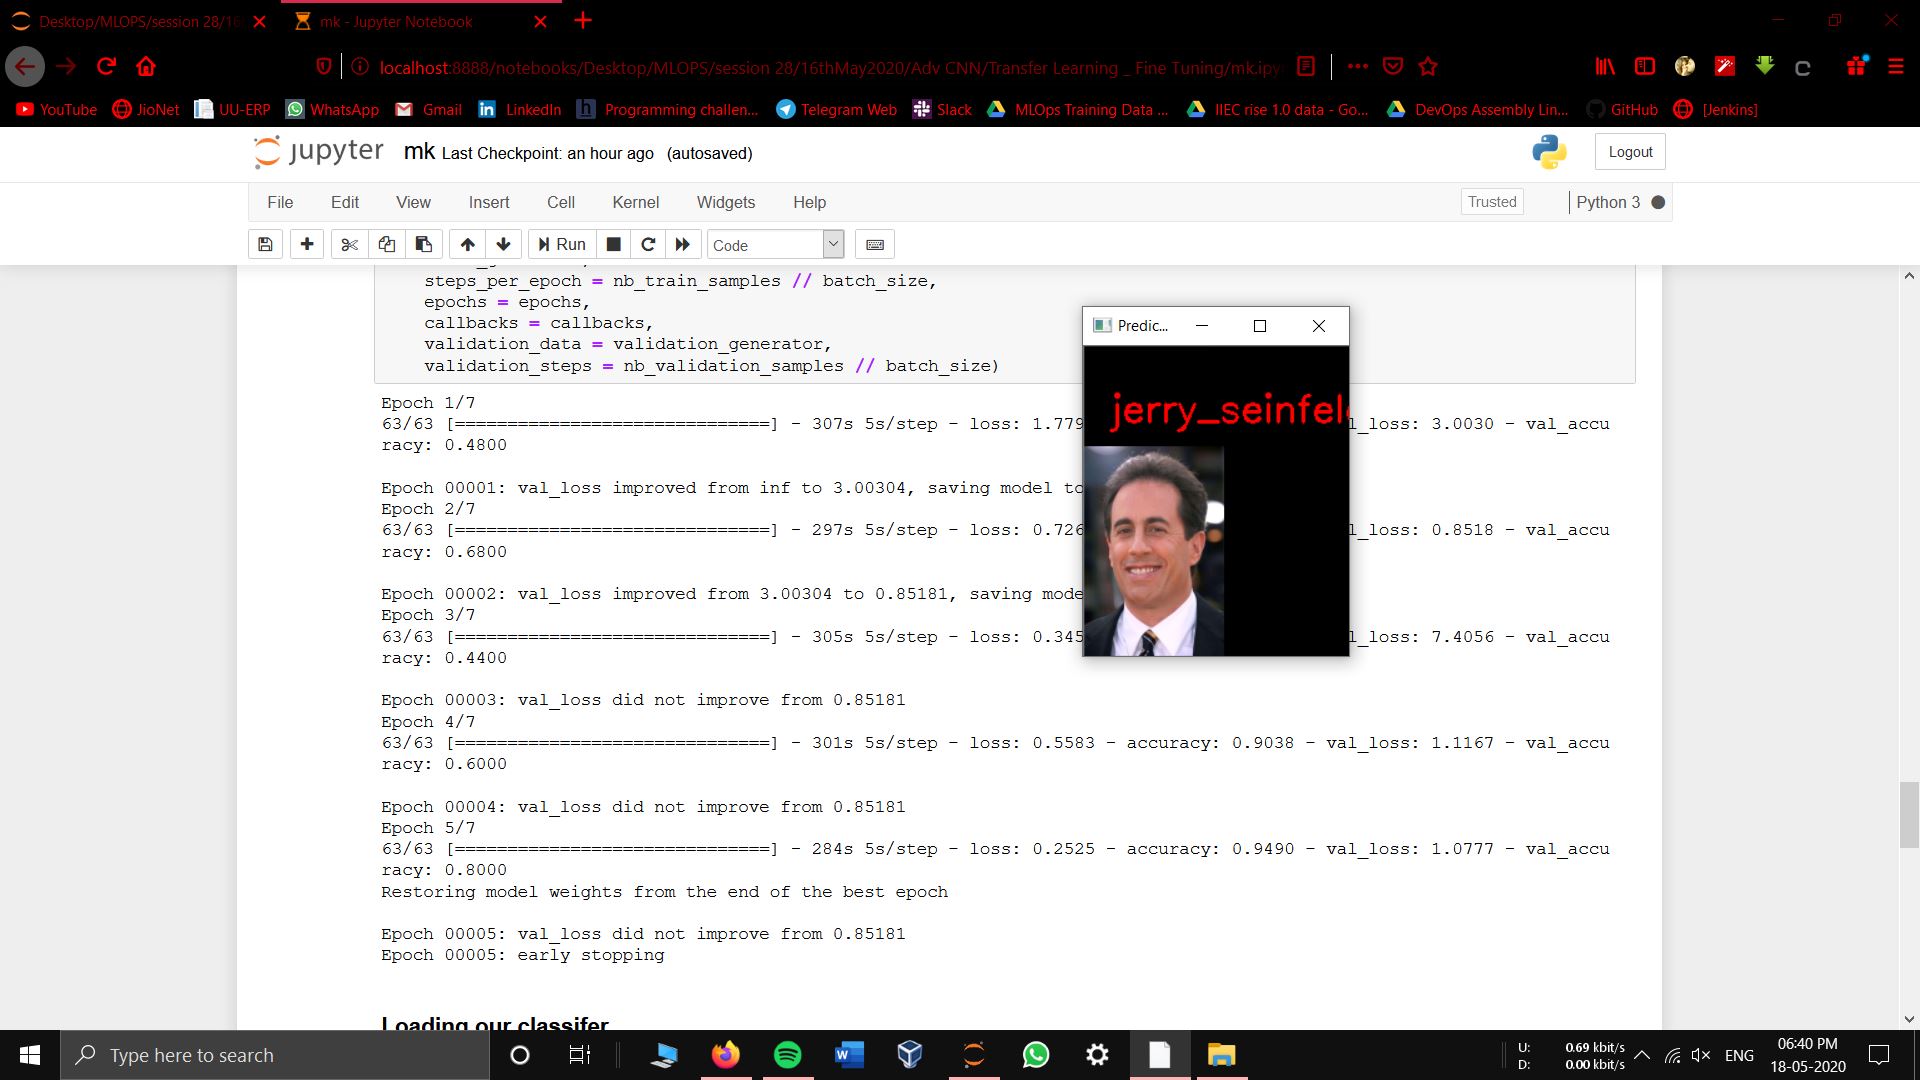 Desktop/MLOPS/session 28/16
mk - Jupyter Notebook
localhost:8888/notebooks/Desktop/MLOPS/session 28/16thMay2020/Adv CNN/Transfer Learning _ Fine Tuning/mk.ipy
YouTube JioNet UU-ERP WhatsApp Gmail LinkedIn Programming challen... Telegram Web Slack MLOps Training Data ... IIEC rise 1.0 data - Go... DevOps Assembly Lin... GitHub [Jenkins]
jupyter mk Last Checkpoint: an hour ago (autosaved) Logout
File Edit View Insert Cell Kernel Widgets Help Trusted Python 3
Run Code
steps_per_epoch = nb_train_samples // batch_size,
epochs = epochs,
callbacks = callbacks,
validation_data = validation_generator,
validation_steps = nb_validation_samples // batch_size)
Predic...
jerry_seinfel
Epoch 1/7
63/63 [==============================] - 307s 5s/step - loss: 1.779 l_loss: 3.0030 - val_accu
racy: 0.4800
Epoch 00001: val_loss improved from inf to 3.00304, saving model to
Epoch 2/7
63/63 [==============================] - 297s 5s/step - loss: 0.726 l_loss: 0.8518 - val_accu
racy: 0.6800
Epoch 00002: val_loss improved from 3.00304 to 0.85181, saving mode
Epoch 3/7
63/63 [==============================] - 305s 5s/step - loss: 0.345 l_loss: 7.4056 - val_accu
racy: 0.4400
Epoch 00003: val_loss did not improve from 0.85181
Epoch 4/7
63/63 [==============================] - 301s 5s/step - loss: 0.5583 - accuracy: 0.9038 - val_loss: 1.1167 - val_accu
racy: 0.6000
Epoch 00004: val_loss did not improve from 0.85181
Epoch 5/7
63/63 [==============================] - 284s 5s/step - loss: 0.2525 - accuracy: 0.9490 - val_loss: 1.0777 - val_accu
racy: 0.8000
Restoring model weights from the end of the best epoch
Epoch 00005: val_loss did not improve from 0.85181
Epoch 00005: early stopping
Loading our classifer
Type here to search
U: 0.69 kbit/s
D: 0.00 kbit/s
ENG
06:40 PM
18-05-2020